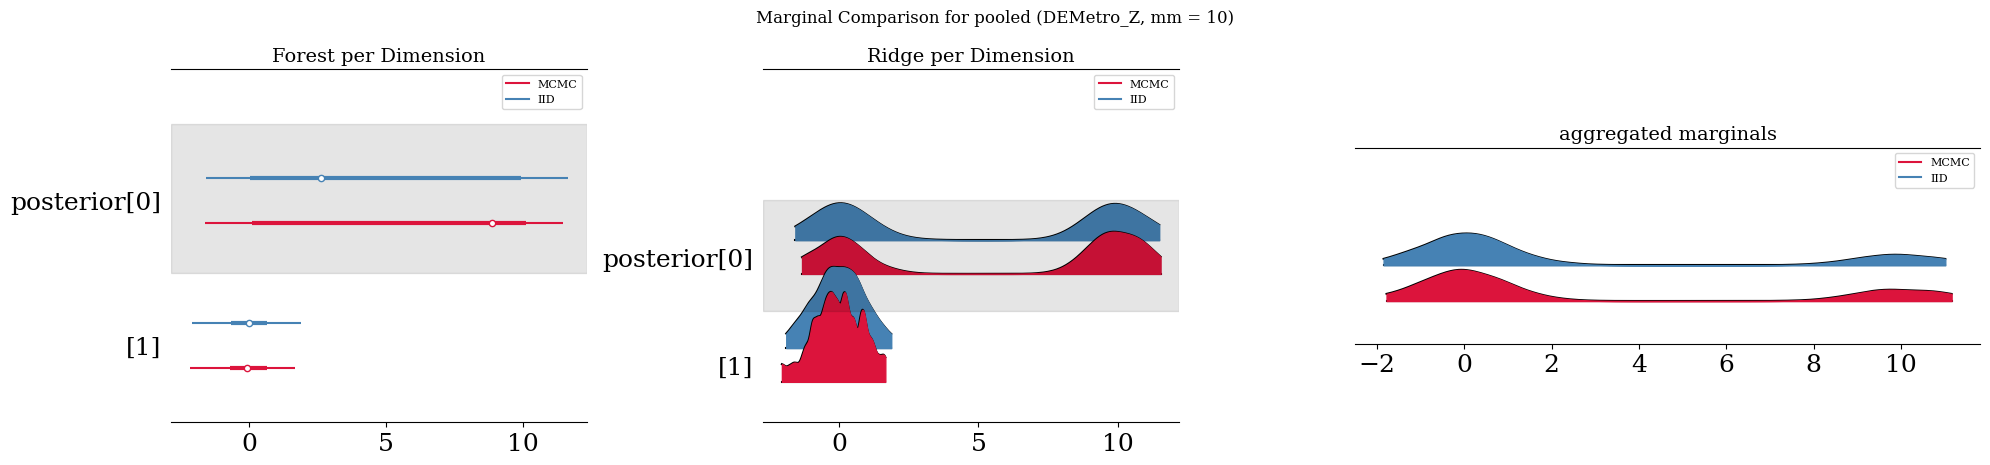 Marginal Comparison for pooled (DEMetro_Z, mm = 10)
Forest per Dimension
MCMC
IID
posterior[0]
[1]
0 5 10
Ridge per Dimension
MCMC
IID
posterior[0]
[1]
0 5 10
aggregated marginals
MCMC
IID
−2 0 2 4 6 8 10